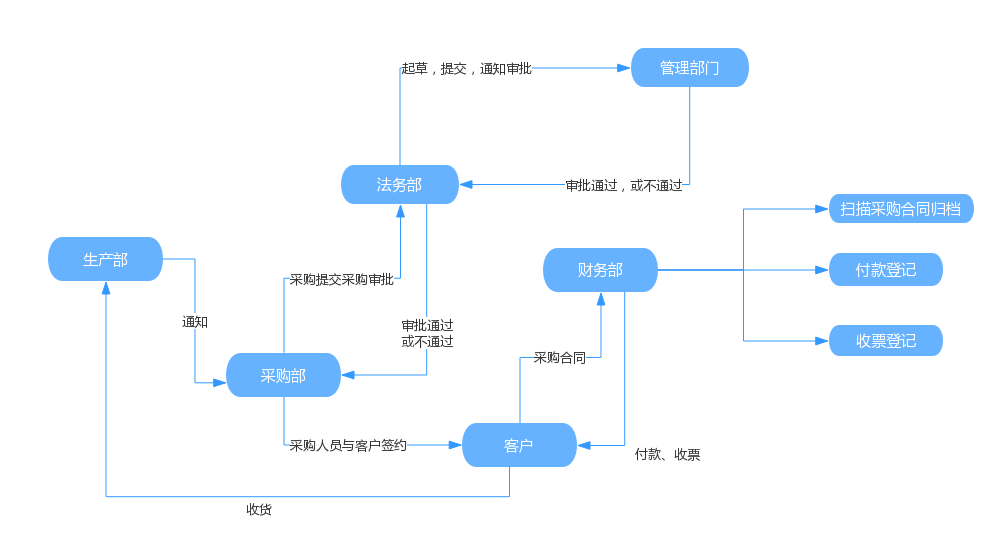 起草，提交，通知审批
管理部门
法务部
审批通过，或不通过
扫描采购合同归档
生产部
财务部
付款登记
采购提交采购审批
通知
审批通过
或不通过
收票登记
采购合同
采购部
采购人员与客户签约
客户
付款、收票
收货